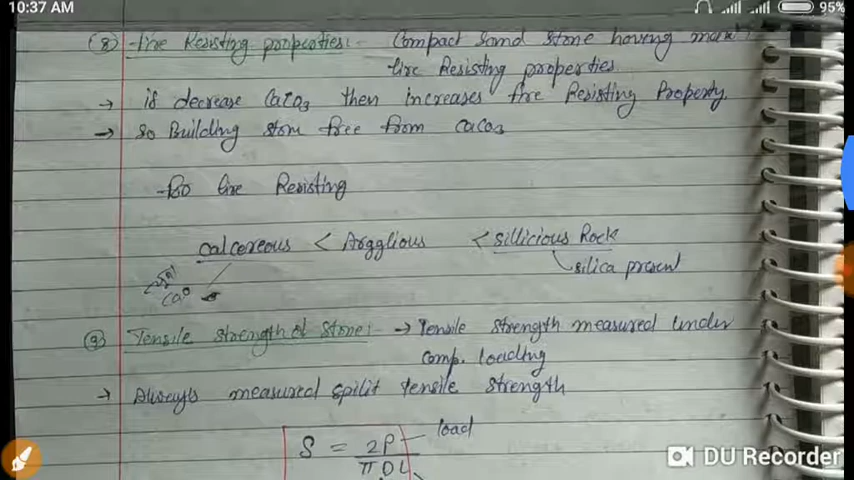 10:37 AM
95%
(8) fire Resisting properties: Compact Sand stone having max
fire Resisting properties
→ is decrease CaCO3 then increases fire Resisting Property.
→ so Building stone free from CaCO3
fire Resisting
calcereous < Argglious < sillicious Rock
silica present
CaO
(9) Tensile strength of stone: → Tensile strength measured under
comp. loading
→ Always measured split tensile strength
S = 2P / π D L
load
DU Recorder